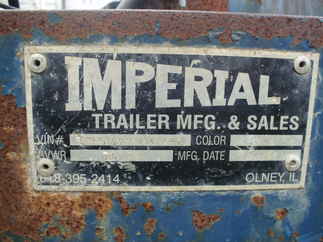 IMPERIAL
TRAILER MFG. & SALES
VIN# COLOR
GVWR MFG. DATE
618-395-2414 OLNEY, IL